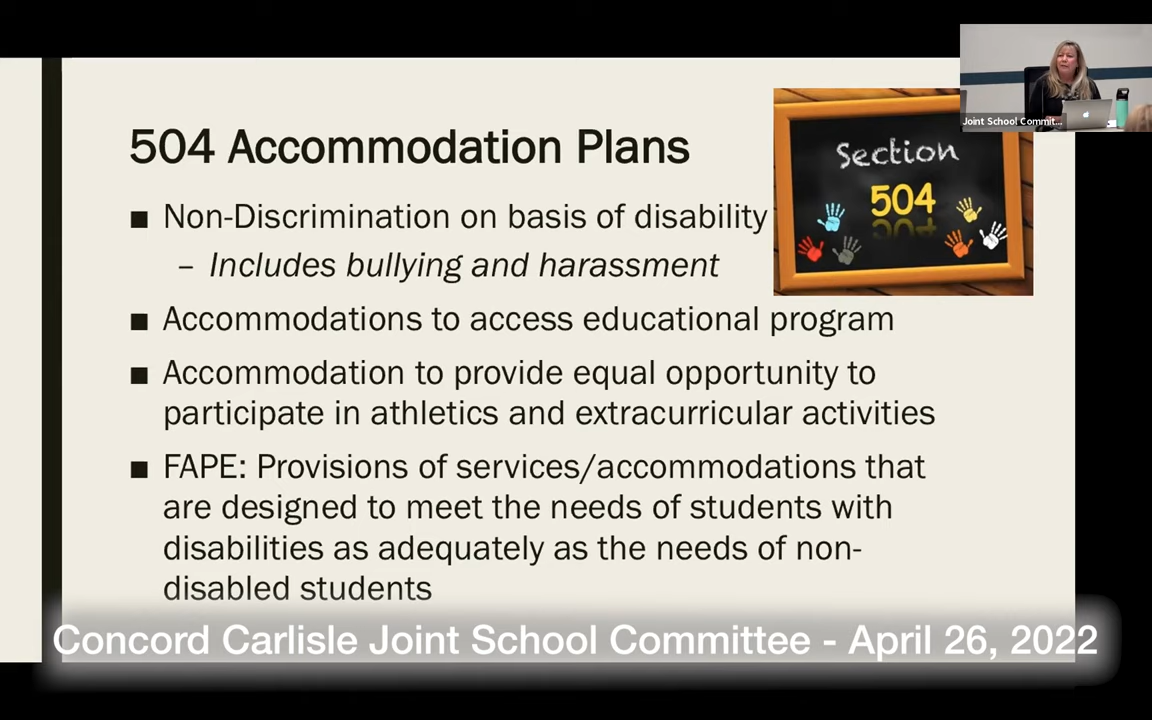 504 Accommodation Plans
Section
504
■ Non-Discrimination on basis of disability
– Includes bullying and harassment
■ Accommodations to access educational program
■ Accommodation to provide equal opportunity to
participate in athletics and extracurricular activities
■ FAPE: Provisions of services/accommodations that
are designed to meet the needs of students with
disabilities as adequately as the needs of non-
disabled students
Joint School Commit...
Concord Carlisle Joint School Committee - April 26, 2022